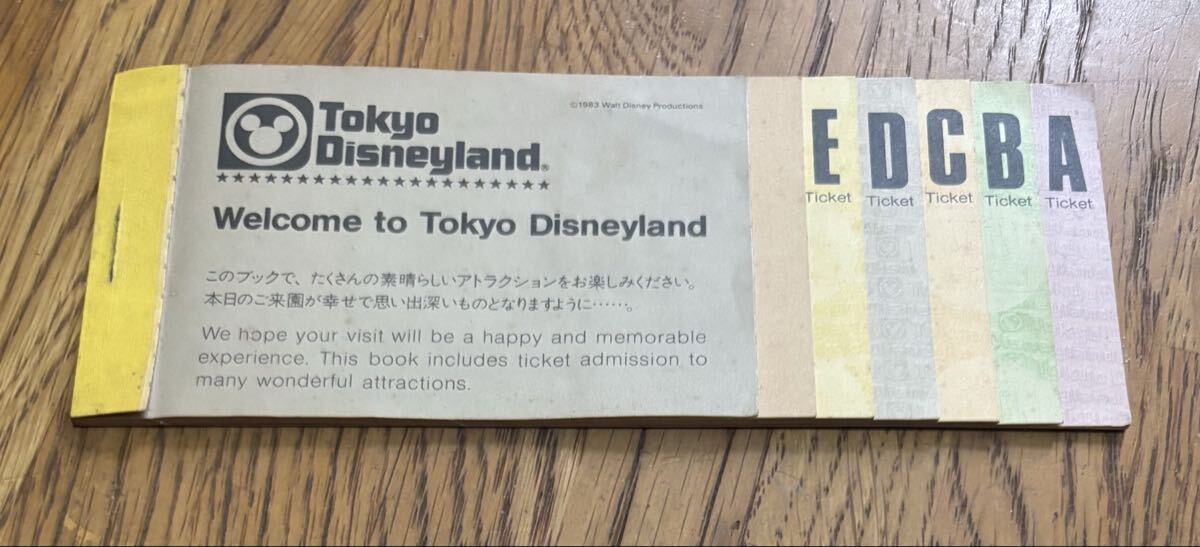 Tokyo
Disneyland®
©1983 Walt Disney Productions
★★★★★★★★★★★★★★★★★★★★★
Welcome to Tokyo Disneyland
このブックで、たくさんの素晴らしいアトラクションをお楽しみください。
本日のご来園が幸せで思い出深いものとなりますように……。
We hope your visit will be a happy and memorable
experience. This book includes ticket admission to
many wonderful attractions.
E
Ticket
D
Ticket
C
Ticket
B
Ticket
A
Ticket